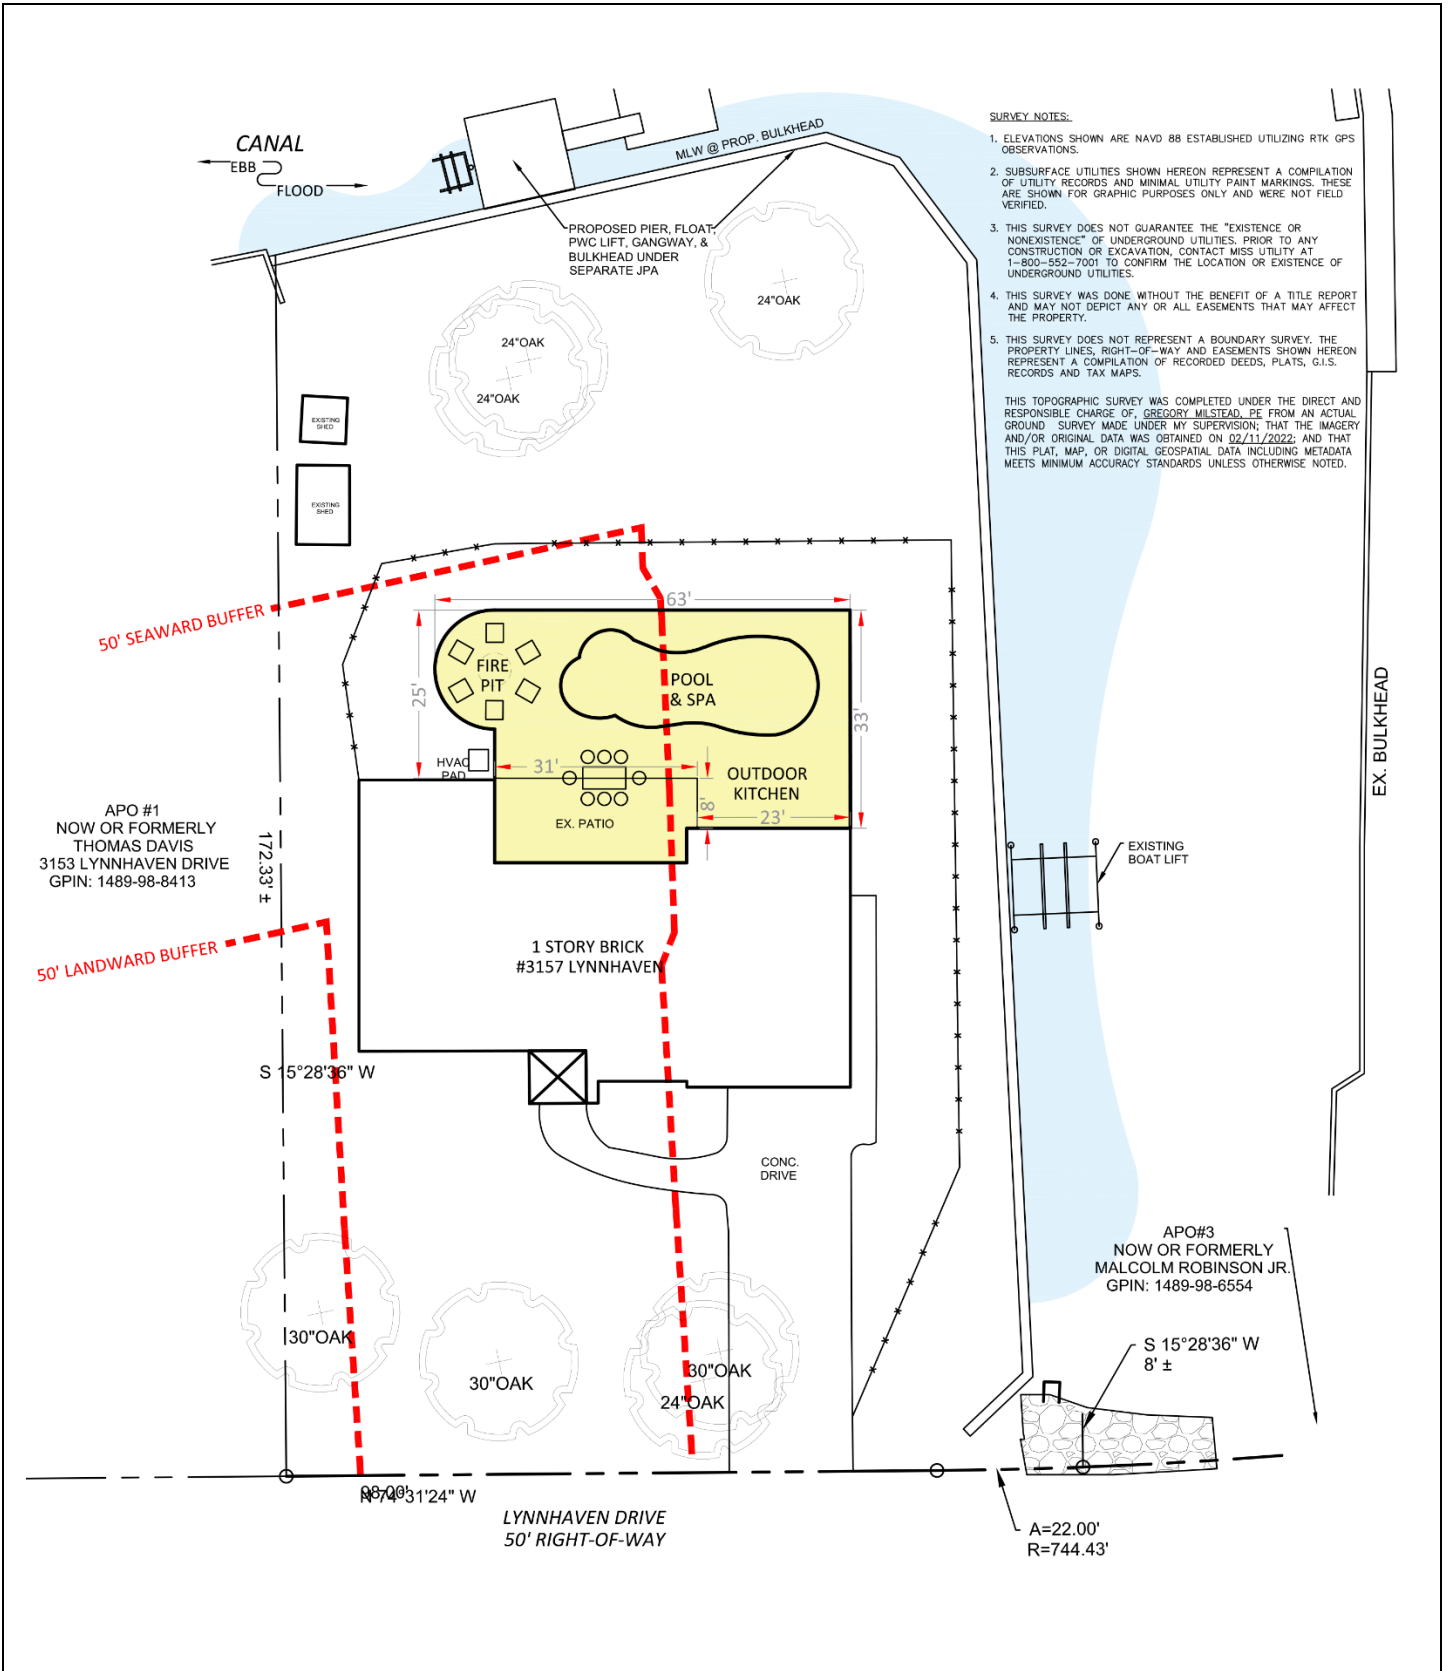 CANAL
EBB
FLOOD
MLW @ PROP. BULKHEAD
PROPOSED PIER, FLOAT,
PWC LIFT, GANGWAY, &
BULKHEAD UNDER
SEPARATE JPA
24"OAK
24"OAK
24"OAK
SURVEY NOTES:
1. ELEVATIONS SHOWN ARE NAVD 88 ESTABLISHED UTILIZING RTK GPS
OBSERVATIONS.
2. SUBSURFACE UTILITIES SHOWN HEREON REPRESENT A COMPILATION
OF UTILITY RECORDS AND MINIMAL UTILITY PAINT MARKINGS. THESE
ARE SHOWN FOR GRAPHIC PURPOSES ONLY AND WERE NOT FIELD
VERIFIED.
3. THIS SURVEY DOES NOT GUARANTEE THE "EXISTENCE OR
NONEXISTENCE" OF UNDERGROUND UTILITIES. PRIOR TO ANY
CONSTRUCTION OR EXCAVATION, CONTACT MISS UTILITY AT
1-800-552-7001 TO CONFIRM THE LOCATION OR EXISTENCE OF
UNDERGROUND UTILITIES.
4. THIS SURVEY WAS DONE WITHOUT THE BENEFIT OF A TITLE REPORT
AND MAY NOT DEPICT ANY OR ALL EASEMENTS THAT MAY AFFECT
THE PROPERTY.
5. THIS SURVEY DOES NOT REPRESENT A BOUNDARY SURVEY. THE
PROPERTY LINES, RIGHT-OF-WAY AND EASEMENTS SHOWN HEREON
REPRESENT A COMPILATION OF RECORDED DEEDS, PLATS, G.I.S.
RECORDS AND TAX MAPS.
THIS TOPOGRAPHIC SURVEY WAS COMPLETED UNDER THE DIRECT AND
RESPONSIBLE CHARGE OF, GREGORY MILSTEAD, PE FROM AN ACTUAL
GROUND SURVEY MADE UNDER MY SUPERVISION; THAT THE IMAGERY
AND/OR ORIGINAL DATA WAS OBTAINED ON 02/11/2022; AND THAT
THIS PLAT, MAP, OR DIGITAL GEOSPATIAL DATA INCLUDING METADATA
MEETS MINIMUM ACCURACY STANDARDS UNLESS OTHERWISE NOTED.
EXISTING
SHED
EXISTING
SHED
50' SEAWARD BUFFER
63'
25'
FIRE
PIT
POOL
& SPA
33'
HVAC
PAD
31'
8'
OUTDOOR
KITCHEN
23'
EX. PATIO
EX. BULKHEAD
APO #1
NOW OR FORMERLY
THOMAS DAVIS
3153 LYNNHAVEN DRIVE
GPIN: 1489-98-8413
172.33' ±
EXISTING
BOAT LIFT
50' LANDWARD BUFFER
1 STORY BRICK
#3157 LYNNHAVEN
S 15°28'36" W
CONC.
DRIVE
APO#3
NOW OR FORMERLY
MALCOLM ROBINSON JR.
GPIN: 1489-98-6554
30"OAK
30"OAK
30"OAK
24"OAK
S 15°28'36" W
8' ±
98.00'
N 74°31'24" W
LYNNHAVEN DRIVE
50' RIGHT-OF-WAY
A=22.00'
R=744.43'